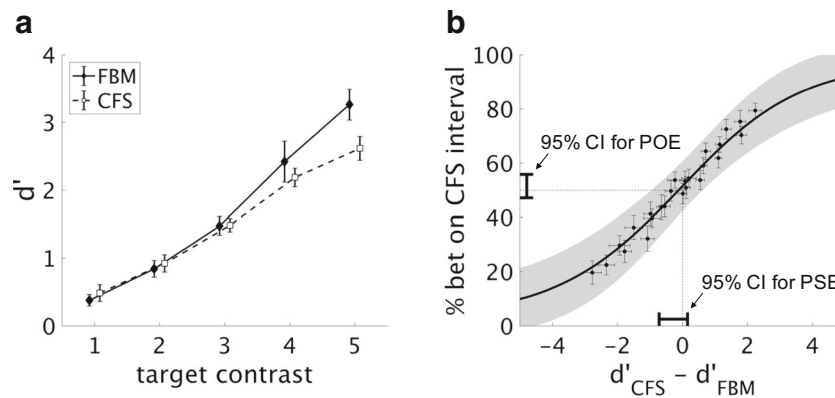 a
4
3
2
1
0
d'
FBM
CFS
1 2 3 4 5
target contrast
b
100
80
60
40
20
0
% bet on CFS interval
95% CI for POE
95% CI for PSE
−4 −2 0 2 4
d'CFS − d'FBM